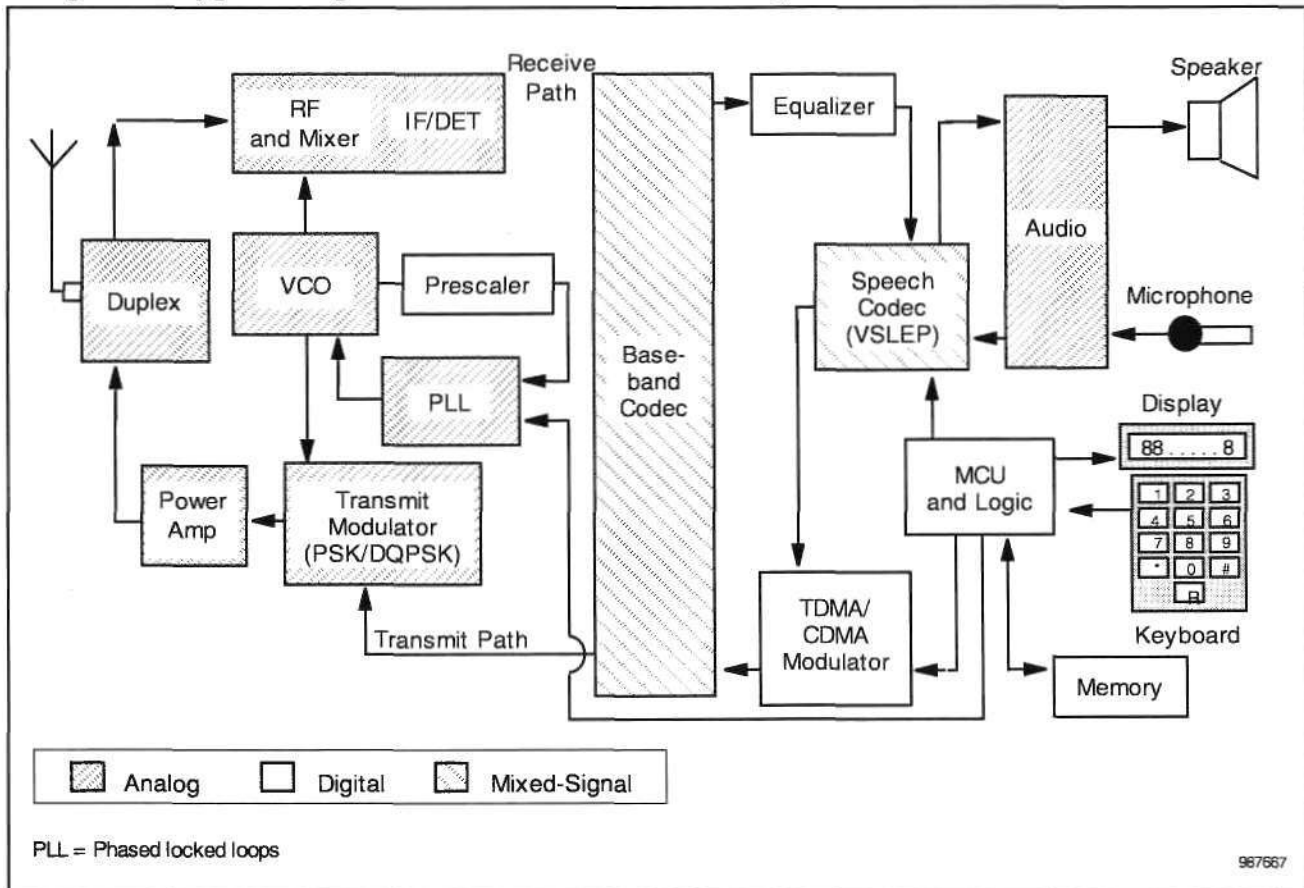 Receive
Path
RF
and Mixer
IF/DET
Equalizer
Speaker
Audio
Duplex
VCO
Prescaler
Speech
Codec
(VSLEP)
Microphone
Base-
band
Codec
PLL
Display
88.....8
MCU
and Logic
1 2 3
4 5 6
7 8 9
* 0 #
R
Keyboard
Power
Amp
Transmit
Modulator
(PSK/DQPSK)
TDMA/
CDMA
Modulator
Transmit Path
Memory
Analog
Digital
Mixed-Signal
PLL = Phased locked loops
987667